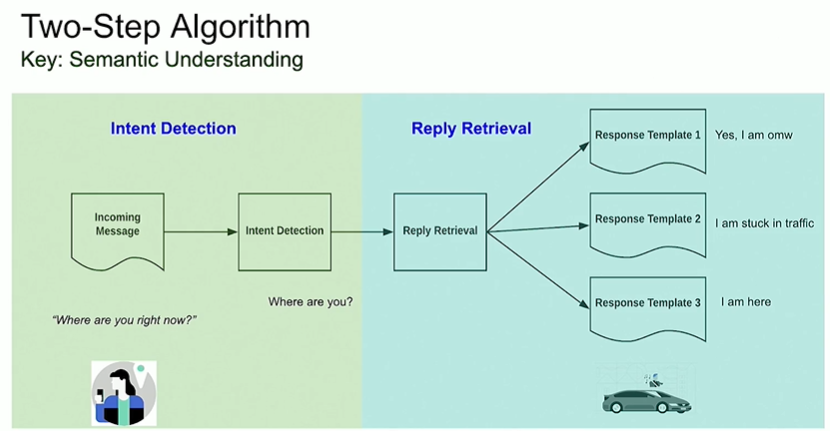 Two-Step Algorithm
Key: Semantic Understanding
Intent Detection
Reply Retrieval
Incoming
Message
Intent Detection
Reply Retrieval
Response Template 1
Yes, I am omw
Response Template 2
I am stuck in traffic
Response Template 3
I am here
Where are you?
"Where are you right now?"